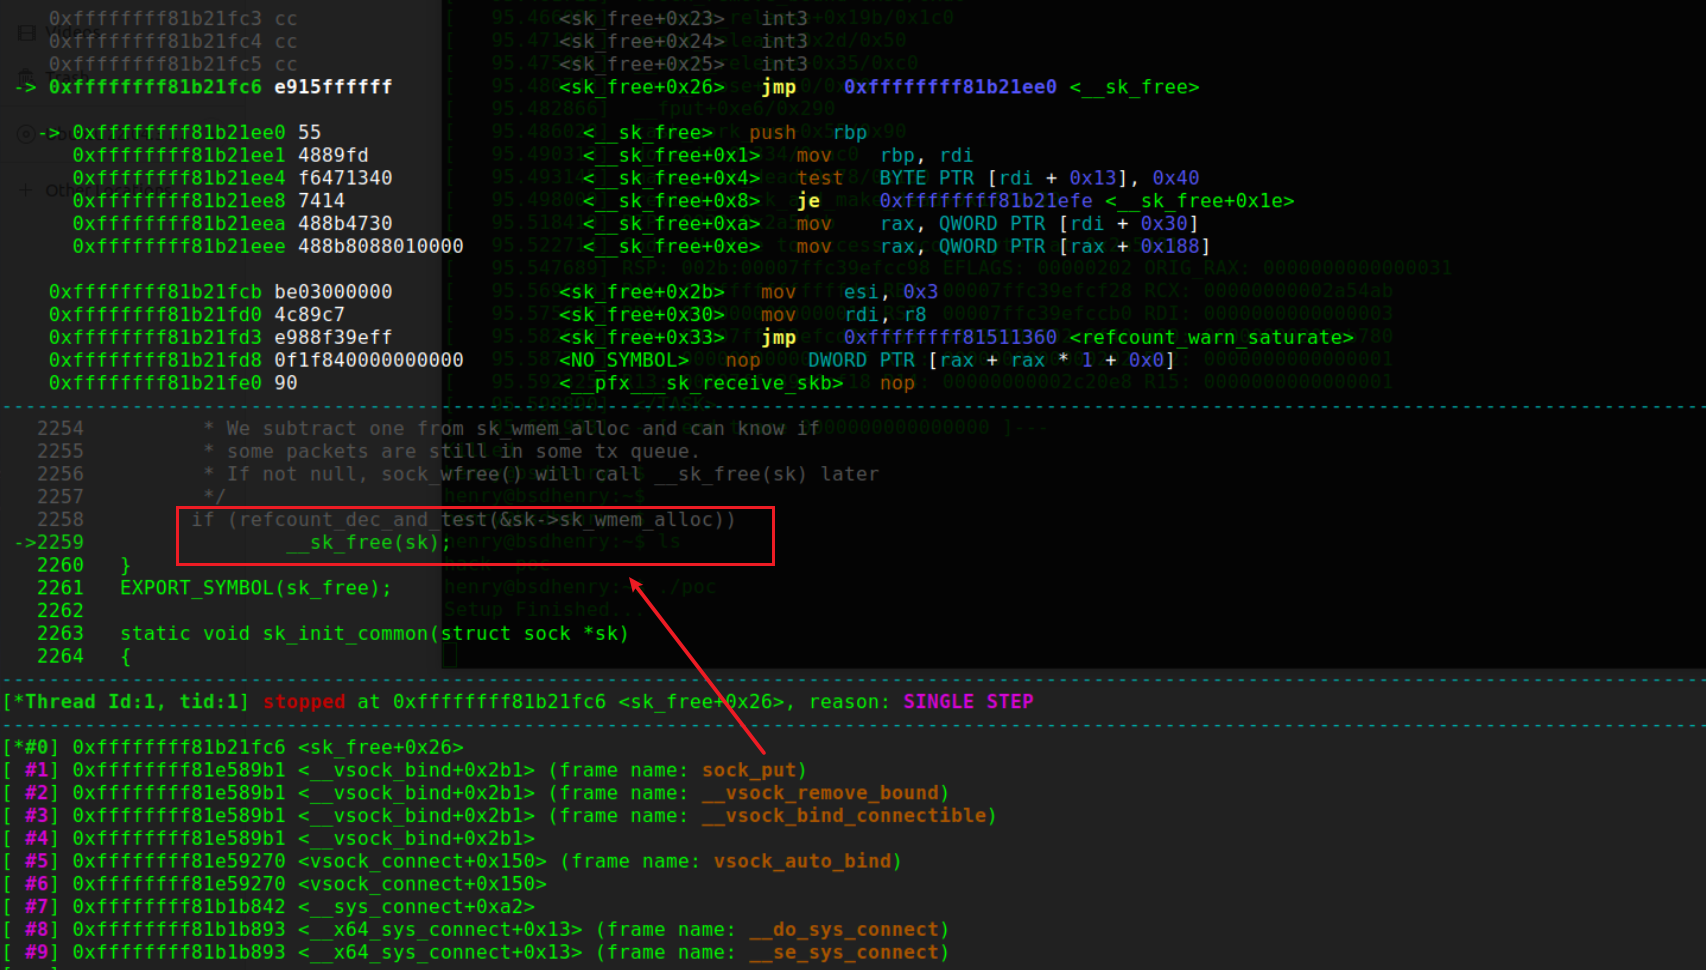 0xffffffff81b21fc3 cc <sk_free+0x23> int3
0xffffffff81b21fc4 cc <sk_free+0x24> int3
0xffffffff81b21fc5 cc <sk_free+0x25> int3
-> 0xffffffff81b21fc6 e915ffffff <sk_free+0x26> jmp 0xffffffff81b21ee0 <__sk_free>
-> 0xffffffff81b21ee0 55 <__sk_free> push rbp
0xffffffff81b21ee1 4889fd <__sk_free+0x1> mov rbp, rdi
0xffffffff81b21ee4 f6471340 <__sk_free+0x4> test BYTE PTR [rdi + 0x13], 0x40
0xffffffff81b21ee8 7414 <__sk_free+0x8> je 0xffffffff81b21efe <__sk_free+0x1e>
0xffffffff81b21eea 488b4730 <__sk_free+0xa> mov rax, QWORD PTR [rdi + 0x30]
0xffffffff81b21eee 488b8088010000 <__sk_free+0xe> mov rax, QWORD PTR [rax + 0x188]
0xffffffff81b21fcb be03000000 <sk_free+0x2b> mov esi, 0x3
0xffffffff81b21fd0 4c89c7 <sk_free+0x30> mov rdi, r8
0xffffffff81b21fd3 e988f39eff <sk_free+0x33> jmp 0xffffffff81511360 <refcount_warn_saturate>
0xffffffff81b21fd8 0f1f840000000000 <NO_SYMBOL> nop DWORD PTR [rax + rax * 1 + 0x0]
0xffffffff81b21fe0 90 <__pfx___sk_receive_skb> nop
2254 * We subtract one from sk_wmem_alloc and can know if
2255 * some packets are still in some tx queue.
2256 * If not null, sock_wfree() will call __sk_free(sk) later
2257 */
2258 if (refcount_dec_and_test(&sk->sk_wmem_alloc))
->2259 __sk_free(sk);
2260 }
2261 EXPORT_SYMBOL(sk_free);
2262
2263 static void sk_init_common(struct sock *sk)
2264 {
henry@bsdhenry:~$
henry@bsdhenry:~$ ls
henry@bsdhenry:~$ ./poc
Setup Finished...
[*Thread Id:1, tid:1] stopped at 0xffffffff81b21fc6 <sk_free+0x26>, reason: SINGLE STEP
[*#0] 0xffffffff81b21fc6 <sk_free+0x26>
[ #1] 0xffffffff81e589b1 <__vsock_bind+0x2b1> (frame name: sock_put)
[ #2] 0xffffffff81e589b1 <__vsock_bind+0x2b1> (frame name: __vsock_remove_bound)
[ #3] 0xffffffff81e589b1 <__vsock_bind+0x2b1> (frame name: __vsock_bind_connectible)
[ #4] 0xffffffff81e589b1 <__vsock_bind+0x2b1>
[ #5] 0xffffffff81e59270 <vsock_connect+0x150> (frame name: vsock_auto_bind)
[ #6] 0xffffffff81e59270 <vsock_connect+0x150>
[ #7] 0xffffffff81b1b842 <__sys_connect+0xa2>
[ #8] 0xffffffff81b1b893 <__x64_sys_connect+0x13> (frame name: __do_sys_connect)
[ #9] 0xffffffff81b1b893 <__x64_sys_connect+0x13> (frame name: __se_sys_connect)